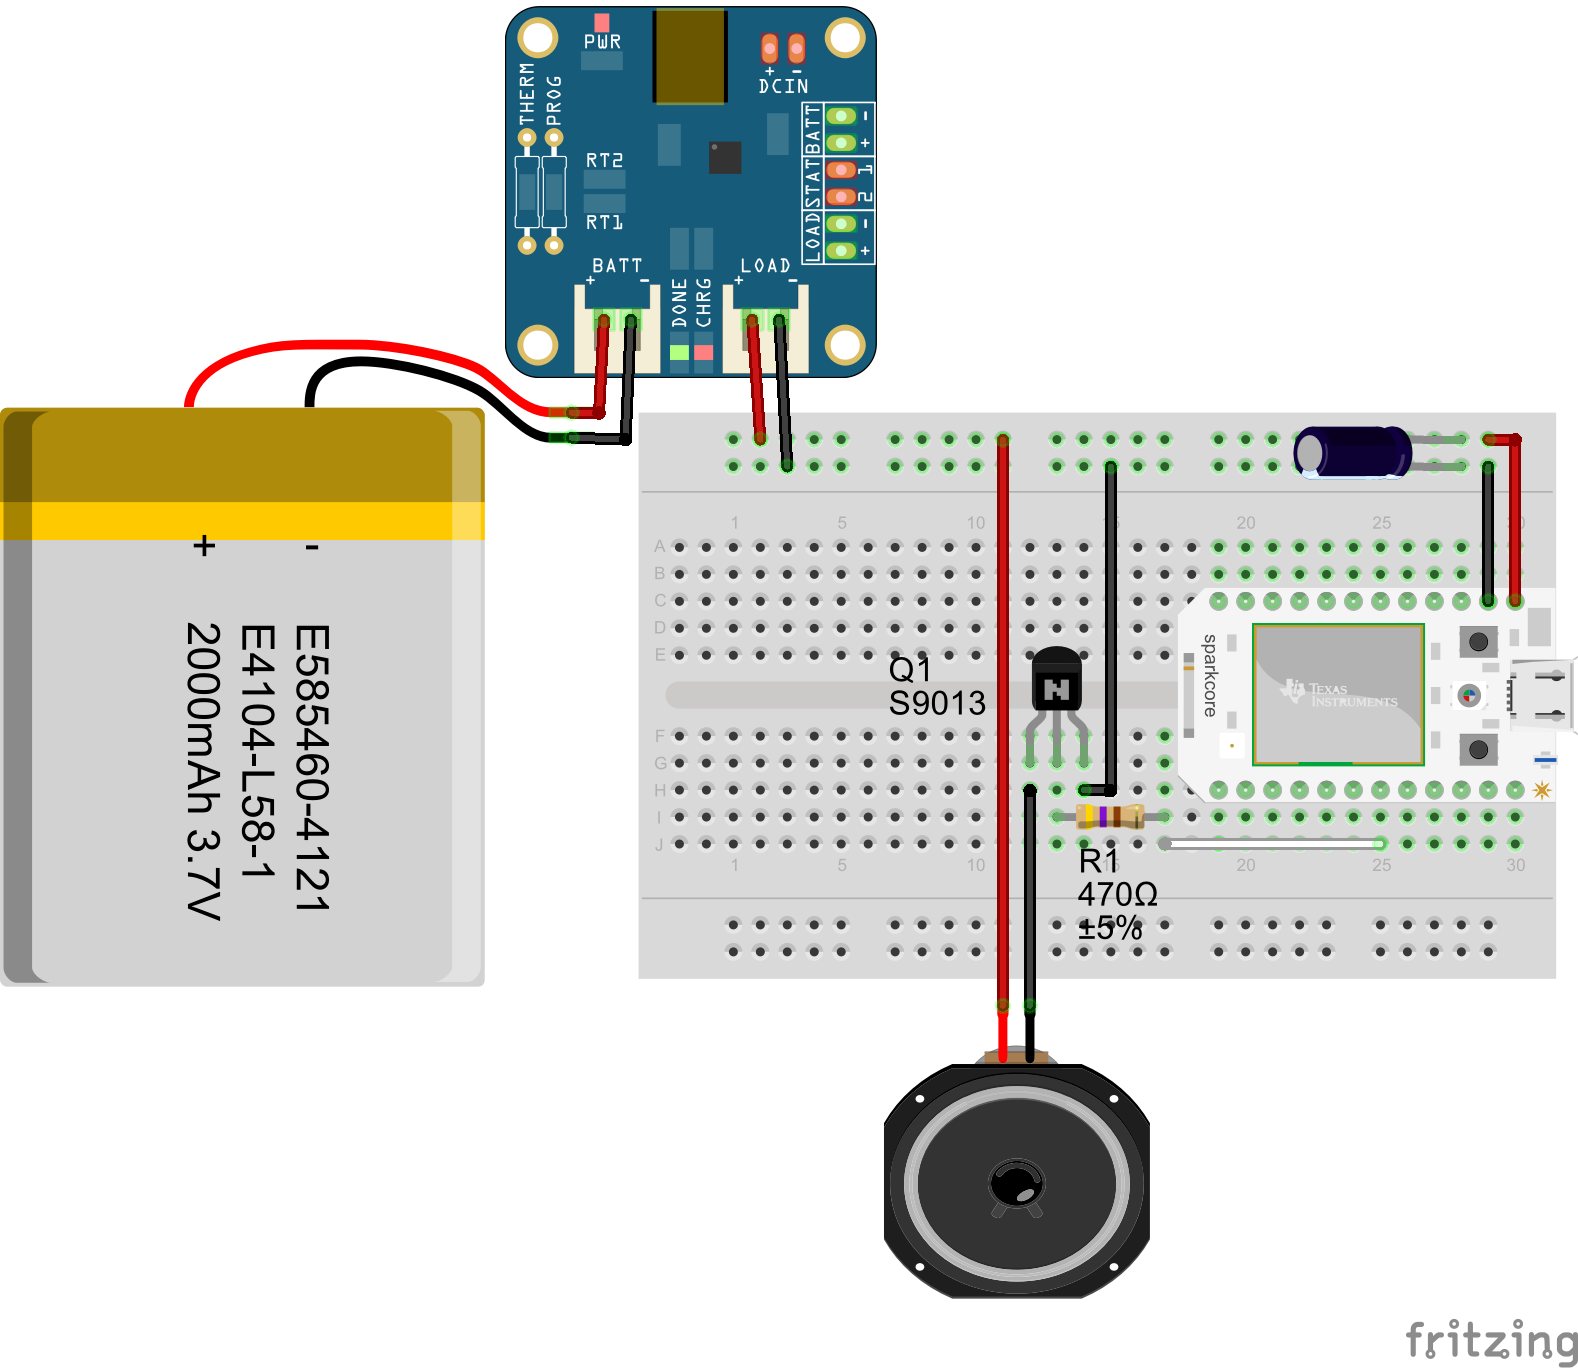 PWR
THERM
PROG
+ -
DCIN
BATT - +
STAT 1 2
LOAD - +
RT2
RT1
BATT
+ -
DONE
CHRG
LOAD
+ -
+ -
E585460-4121
E4104-L58-1
2000mAh 3.7V
1 5 10 15 20 25 30
A
B
C
D
E
F
G
H
I
J
1 5 10 15 20 25 30
Q1
S9013
N
sparkcore
TEXAS
INSTRUMENTS
R1
470Ω
±5%
fritzing